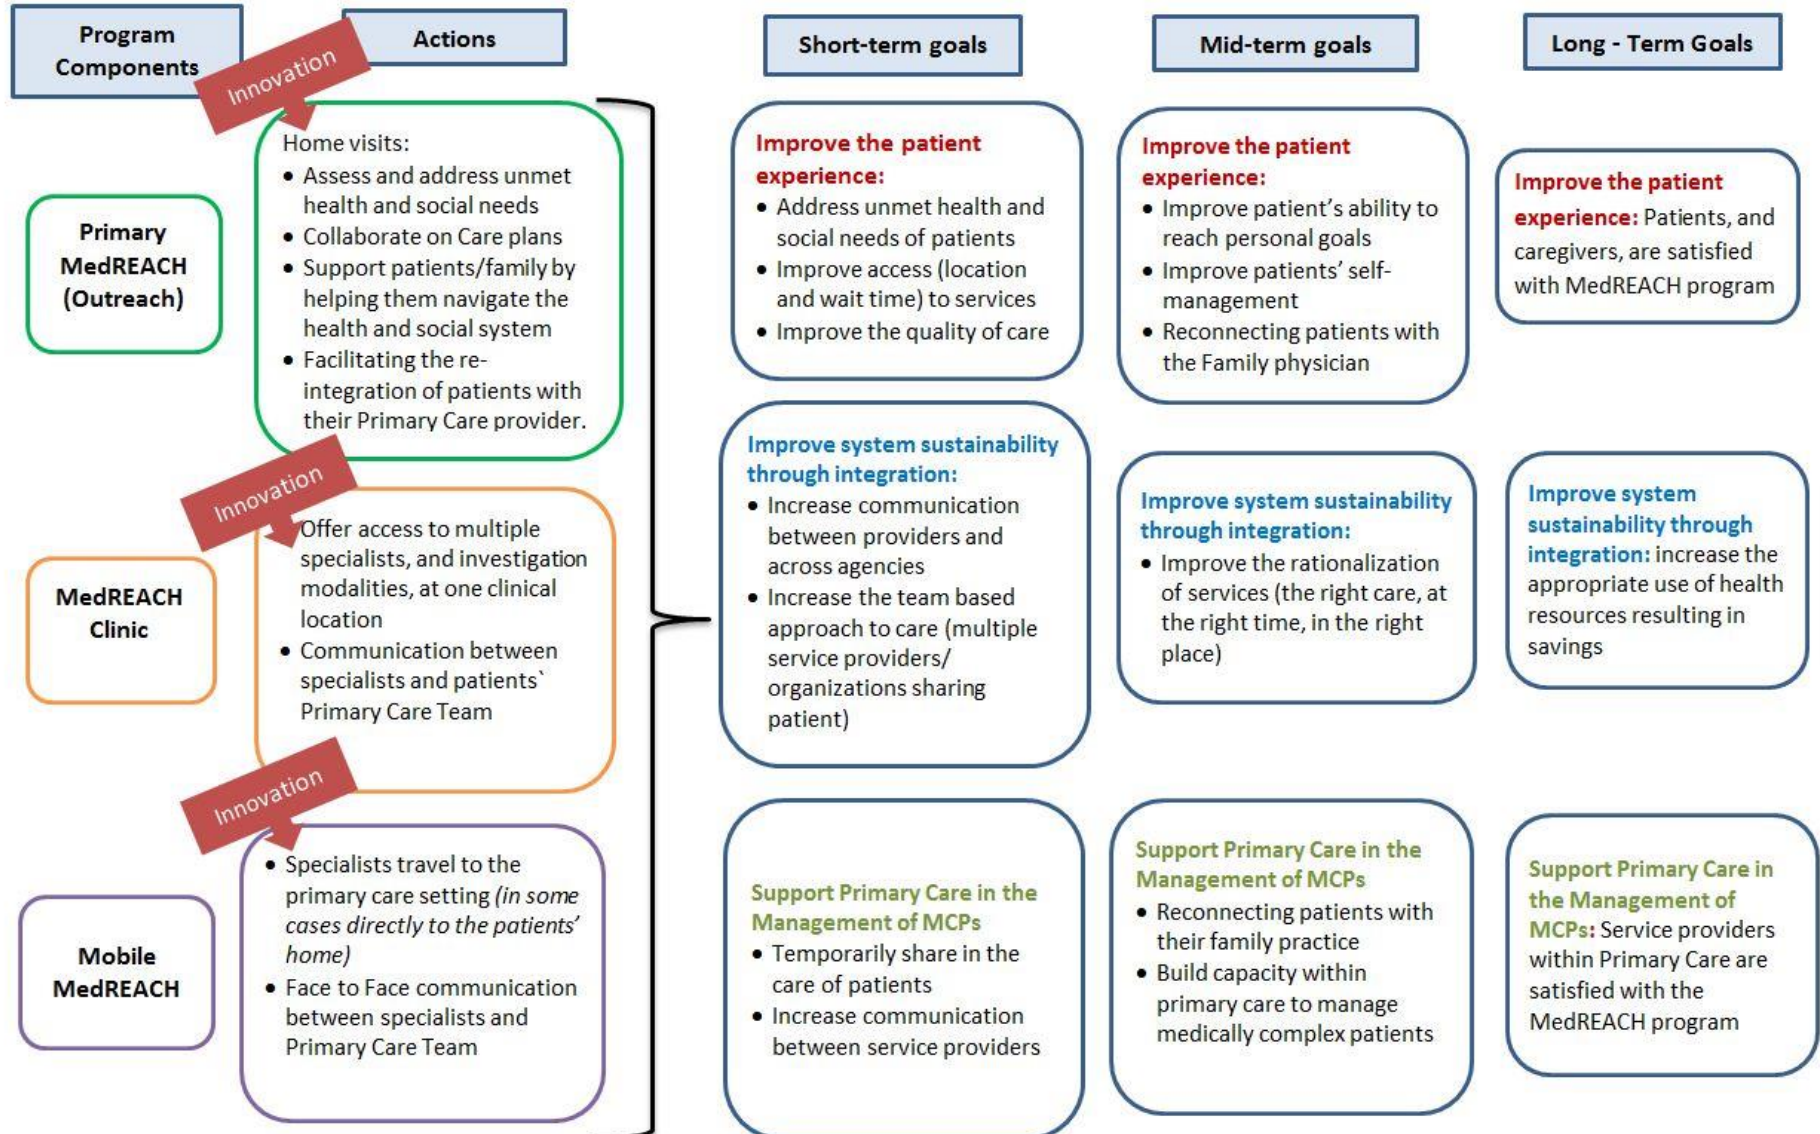 Program
Components
Actions
Short-term goals
Mid-term goals
Long - Term Goals
Innovation
Primary
MedREACH
(Outreach)
Home visits:
• Assess and address unmet
health and social needs
• Collaborate on Care plans
• Support patients/family by
helping them navigate the
health and social system
• Facilitating the re-
integration of patients with
their Primary Care provider.
Improve the patient
experience:
• Address unmet health and
social needs of patients
• Improve access (location
and wait time) to services
• Improve the quality of care
Improve the patient
experience:
• Improve patient’s ability to
reach personal goals
• Improve patients’ self-
management
• Reconnecting patients with
the Family physician
Improve the patient
experience: Patients, and
caregivers, are satisfied
with MedREACH program
Innovation
MedREACH
Clinic
Offer access to multiple
specialists, and investigation
modalities, at one clinical
location
• Communication between
specialists and patients`
Primary Care Team
Improve system sustainability
through integration:
• Increase communication
between providers and
across agencies
• Increase the team based
approach to care (multiple
service providers/
organizations sharing
patient)
Improve system sustainability
through integration:
• Improve the rationalization
of services (the right care, at
the right time, in the right
place)
Improve system
sustainability through
integration: increase the
appropriate use of health
resources resulting in
savings
Innovation
Mobile
MedREACH
• Specialists travel to the
primary care setting (in some
cases directly to the patients’
home)
• Face to Face communication
between specialists and
Primary Care Team
Support Primary Care in the
Management of MCPs
• Temporarily share in the
care of patients
• Increase communication
between service providers
Support Primary Care in the
Management of MCPs
• Reconnecting patients with
their family practice
• Build capacity within
primary care to manage
medically complex patients
Support Primary Care in
the Management of
MCPs: Service providers
within Primary Care are
satisfied with the
MedREACH program